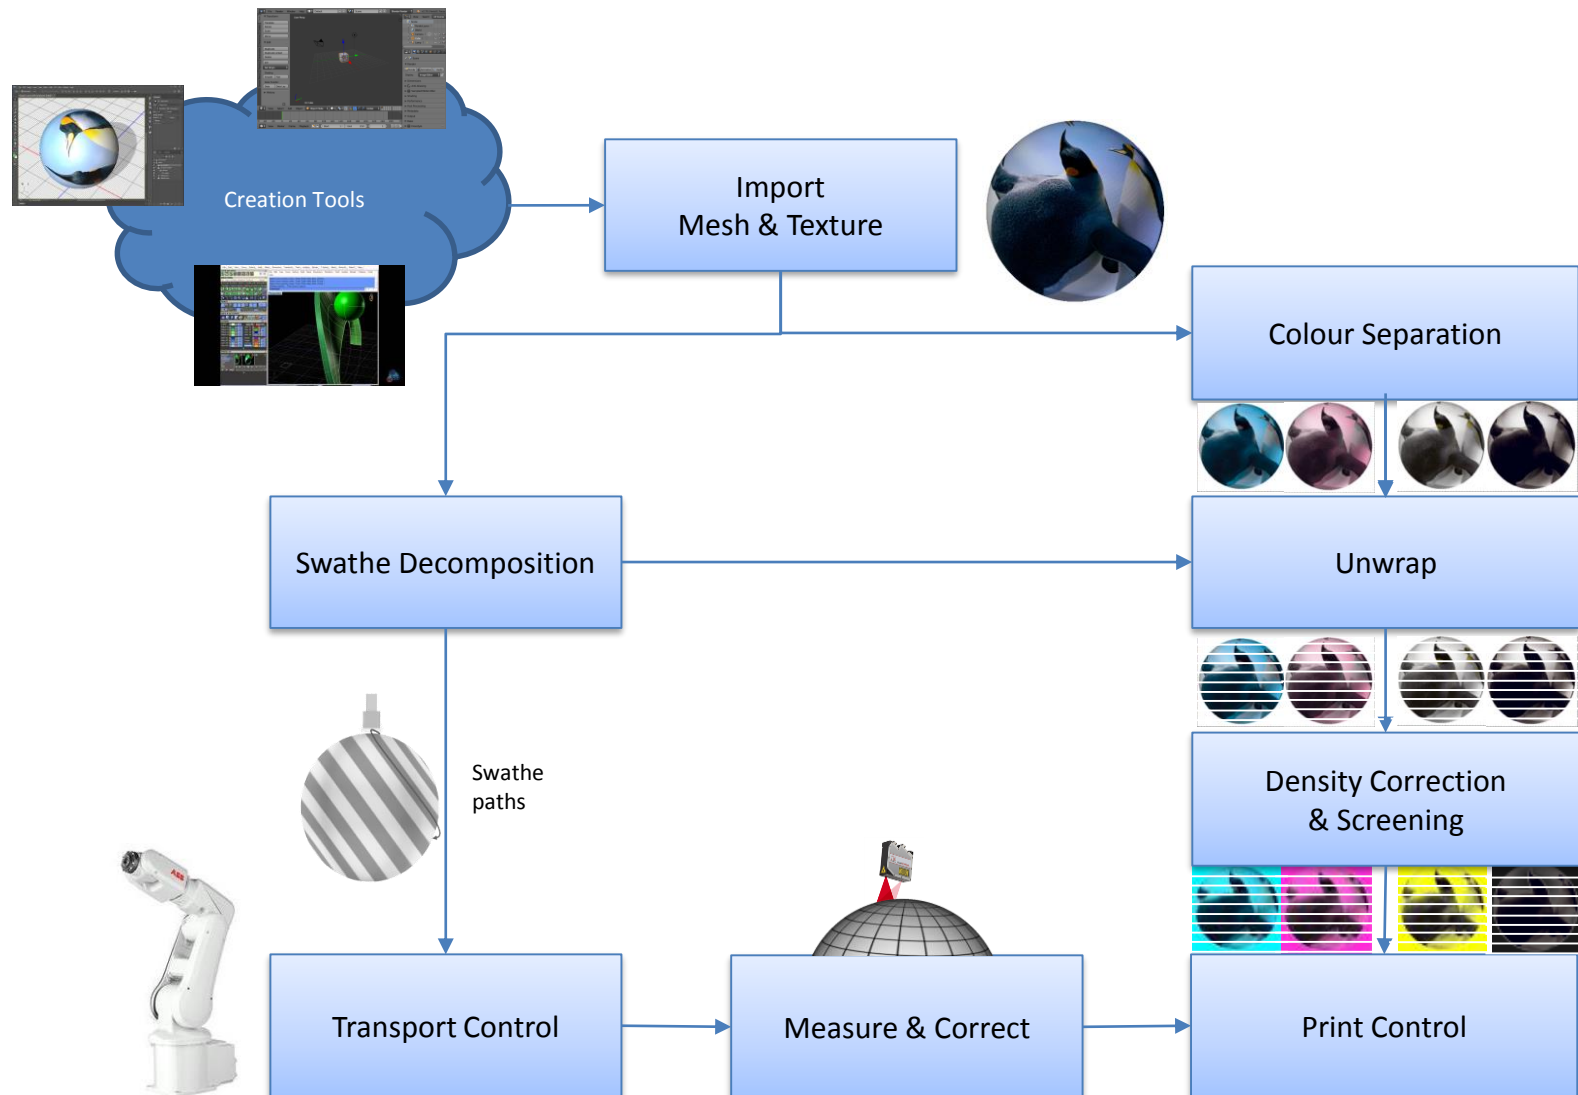 Creation Tools
Import
Mesh & Texture
Colour Separation
Swathe Decomposition
Unwrap
Swathe
paths
Density Correction
& Screening
ABB
Transport Control
Measure & Correct
Print Control